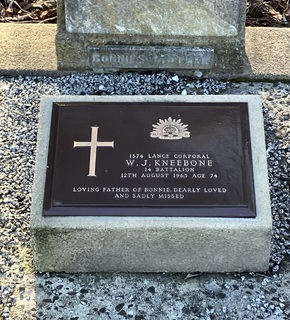 1374 LANCE CORPORAL
W. J. KNEEBONE
14 BATTALION
12TH AUGUST 1963 AGE 74
LOVING FATHER OF BONNIE, DEARLY LOVED
AND SADLY MISSED